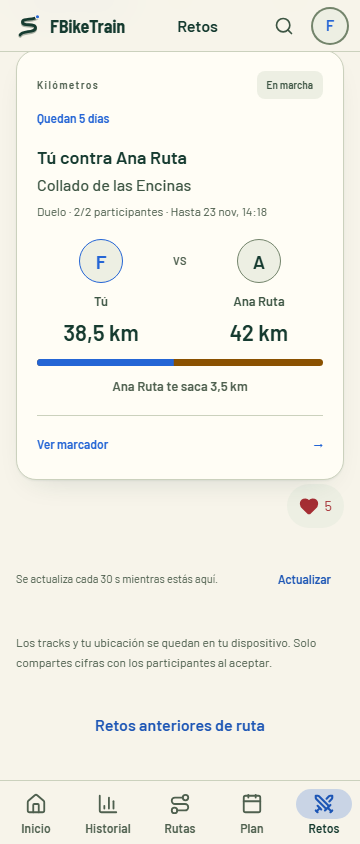 FBikeTrain
Retos
F
Kilómetros
En marcha
Quedan 5 días
Tú contra Ana Ruta
Collado de las Encinas
Duelo · 2/2 participantes · Hasta 23 nov, 14:18
F
VS
A
Tú
Ana Ruta
38,5 km
42 km
Ana Ruta te saca 3,5 km
Ver marcador →
5
Se actualiza cada 30 s mientras estás aquí.
Actualizar
Los tracks y tu ubicación se quedan en tu dispositivo. Solo
compartes cifras con los participantes al aceptar.
Retos anteriores de ruta
Inicio
Historial
Rutas
Plan
Retos